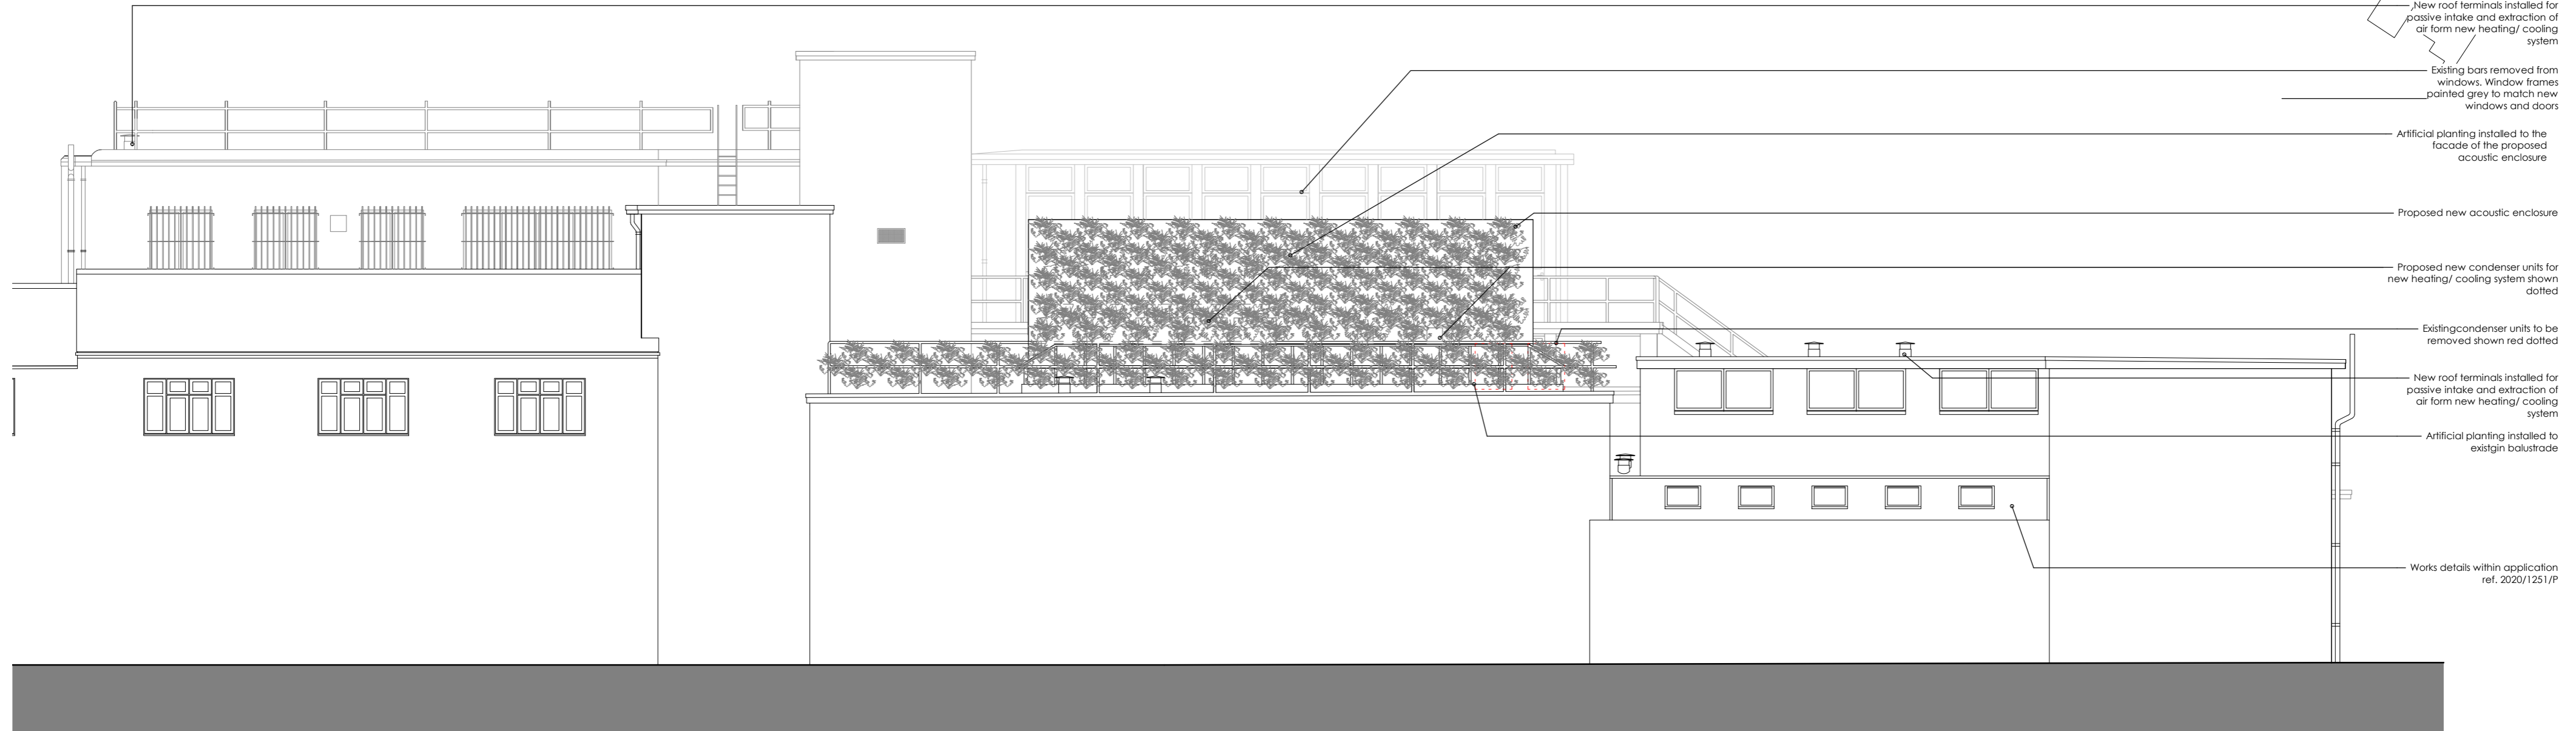 New roof terminals installed for
passive intake and extraction of
air form new heating/ cooling
system
Existing bars removed from
windows. Window frames
painted grey to match new
windows and doors
Artificial planting installed to the
facade of the proposed
acoustic enclosure
Proposed new acoustic enclosure
Proposed new condenser units for
new heating/ cooling system shown
dotted
Existingcondenser units to be
removed shown red dotted
New roof terminals installed for
passive intake and extraction of
air form new heating/ cooling
system
Artificial planting installed to
existgin balustrade
Works details within application
ref. 2020/1251/P